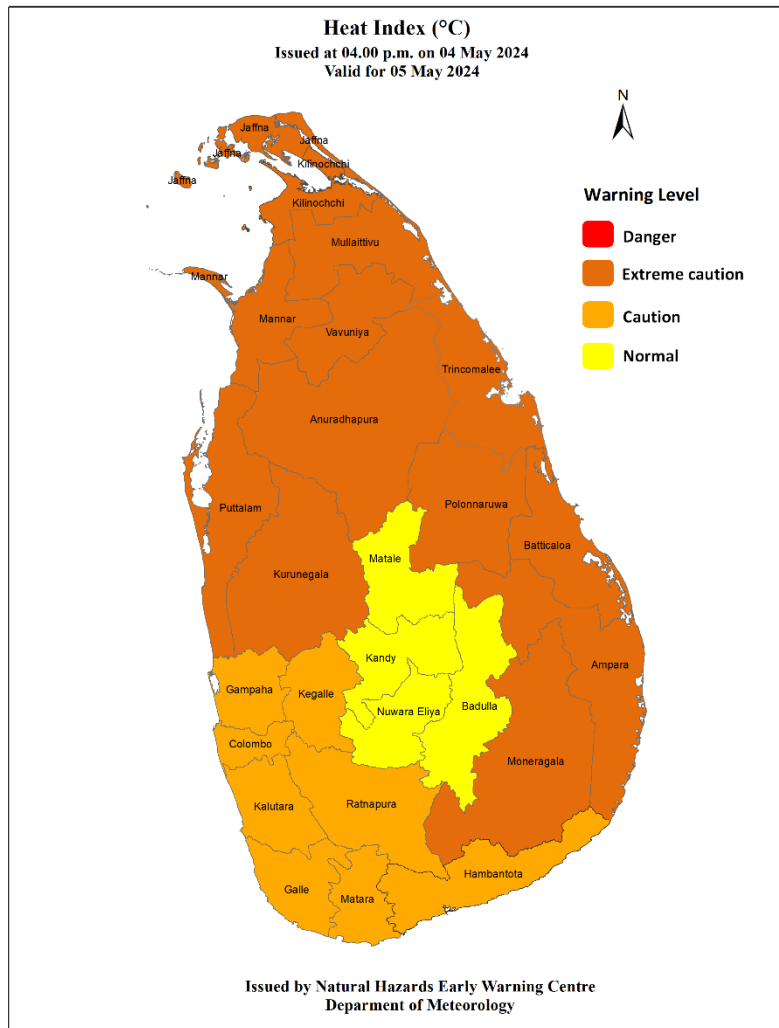 Heat Index (°C)
Issued at 04.00 p.m. on 04 May 2024
Valid for 05 May 2024
N
Warning Level
Danger
Extreme caution
Caution
Normal
Jaffna
Jaffna
Jaffna
Kilinochchi
Jaffna
Kilinochchi
Mullaittivu
Mannar
Mannar
Vavuniya
Trincomalee
Anuradhapura
Polonnaruwa
Puttalam
Batticaloa
Matale
Kurunegala
Kandy
Ampara
Gampaha
Kegalle
Badulla
Nuwara Eliya
Colombo
Moneragala
Kalutara
Ratnapura
Hambantota
Galle
Matara
Issued by Natural Hazards Early Warning Centre
Deparment of Meteorology